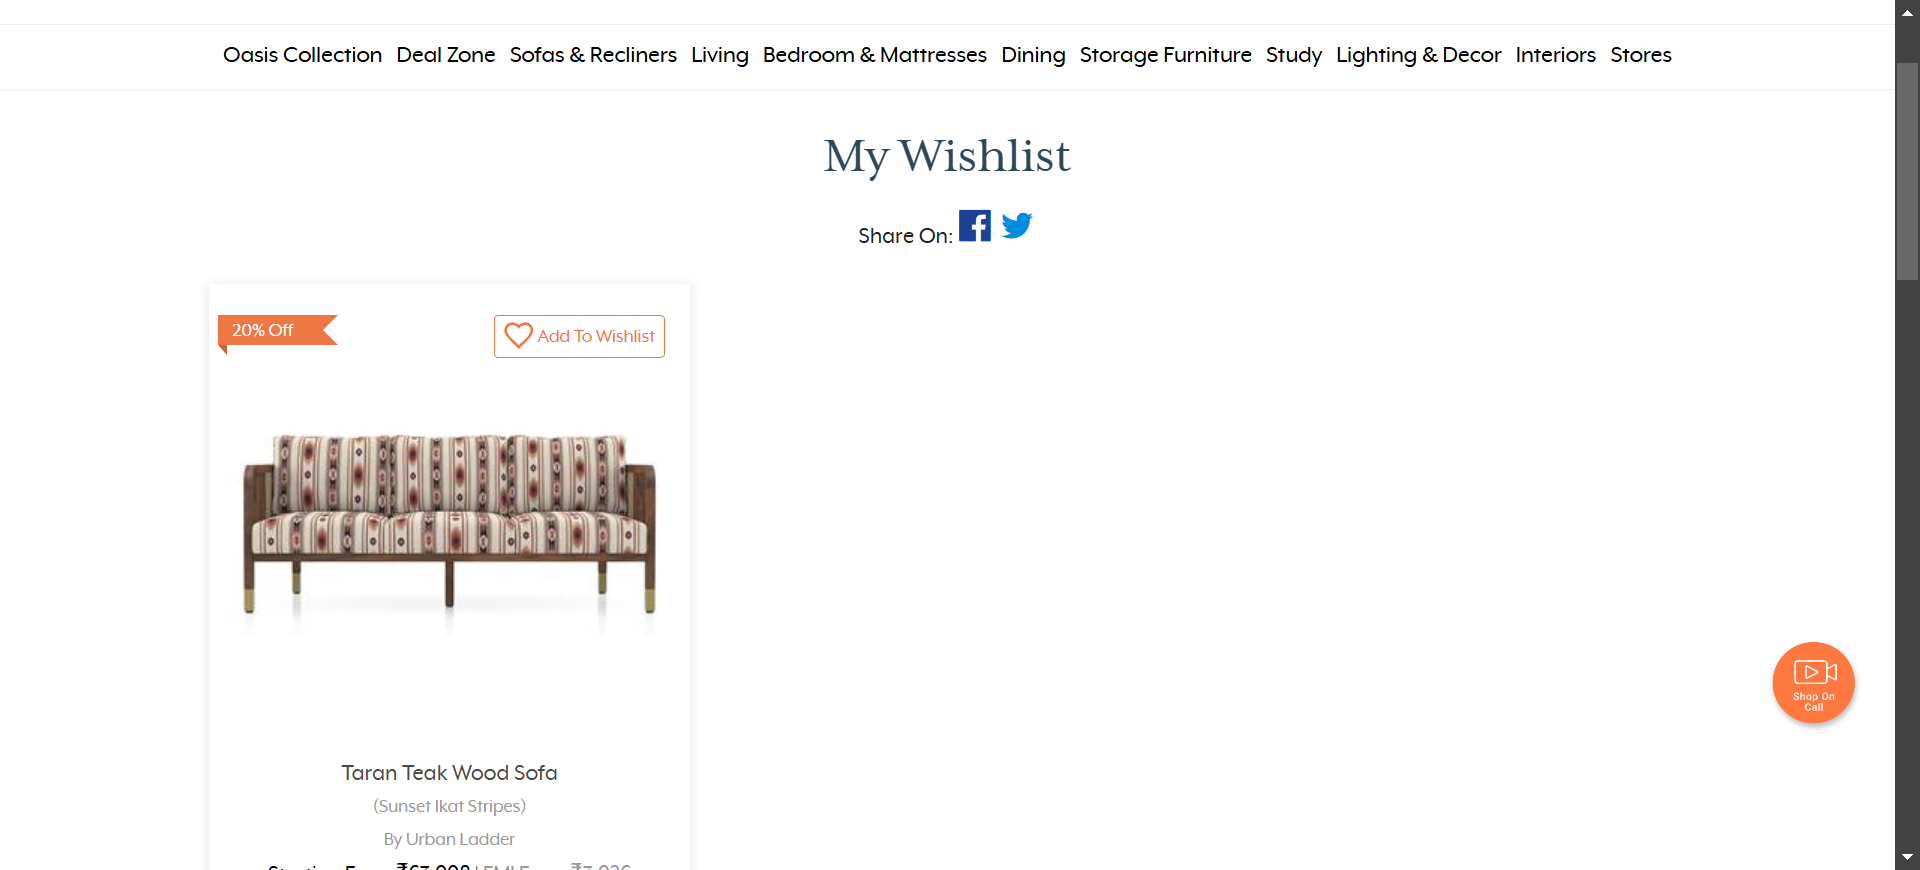 Oasis Collection Deal Zone Sofas & Recliners Living Bedroom & Mattresses Dining Storage Furniture Study Lighting & Decor Interiors Stores
My Wishlist
Share On:
20% Off
Add To Wishlist
Shop On
Call
Taran Teak Wood Sofa
(Sunset Ikat Stripes)
By Urban Ladder